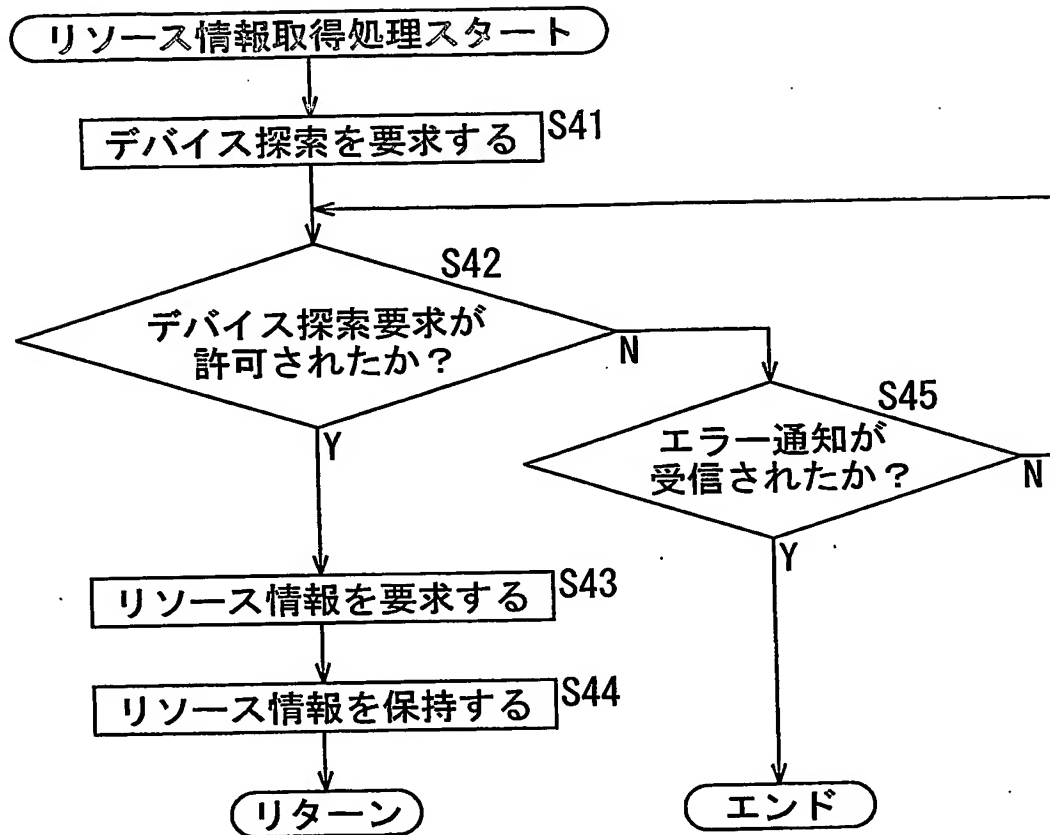 リソース情報取得処理スタート
デバイス探索を要求する
S41
S42
デバイス探索要求が
許可されたか？
N
Y
S45
エラー通知が
受信されたか？
N
Y
リソース情報を要求する
S43
リソース情報を保持する
S44
リターン
エンド